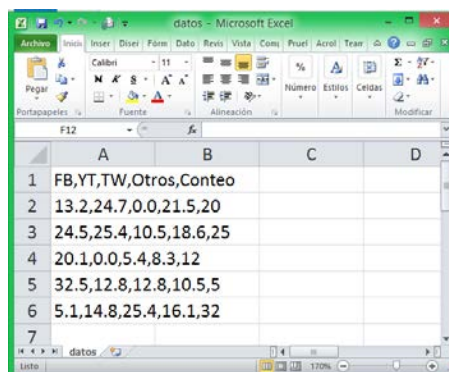 datos - Microsoft Excel
Archivo Inicio Inser Diser Fórm Dato Revis Vista Com Pruel Acrol Tear
Pegar
Calibri 11
N K S
A A
Número Estilos Celdas
Portapapeles Fuente Alineación Modificar
F12 fx
A B C D
1 FB,YT,TW,Otros,Conteo
2 13.2,24.7,0.0,21.5,20
3 24.5,25.4,10.5,18.6,25
4 20.1,0.0,5.4,8.3,12
5 32.5,12.8,12.8,10.5,5
6 5.1,14.8,25.4,16.1,32
7
datos
Listo 170%